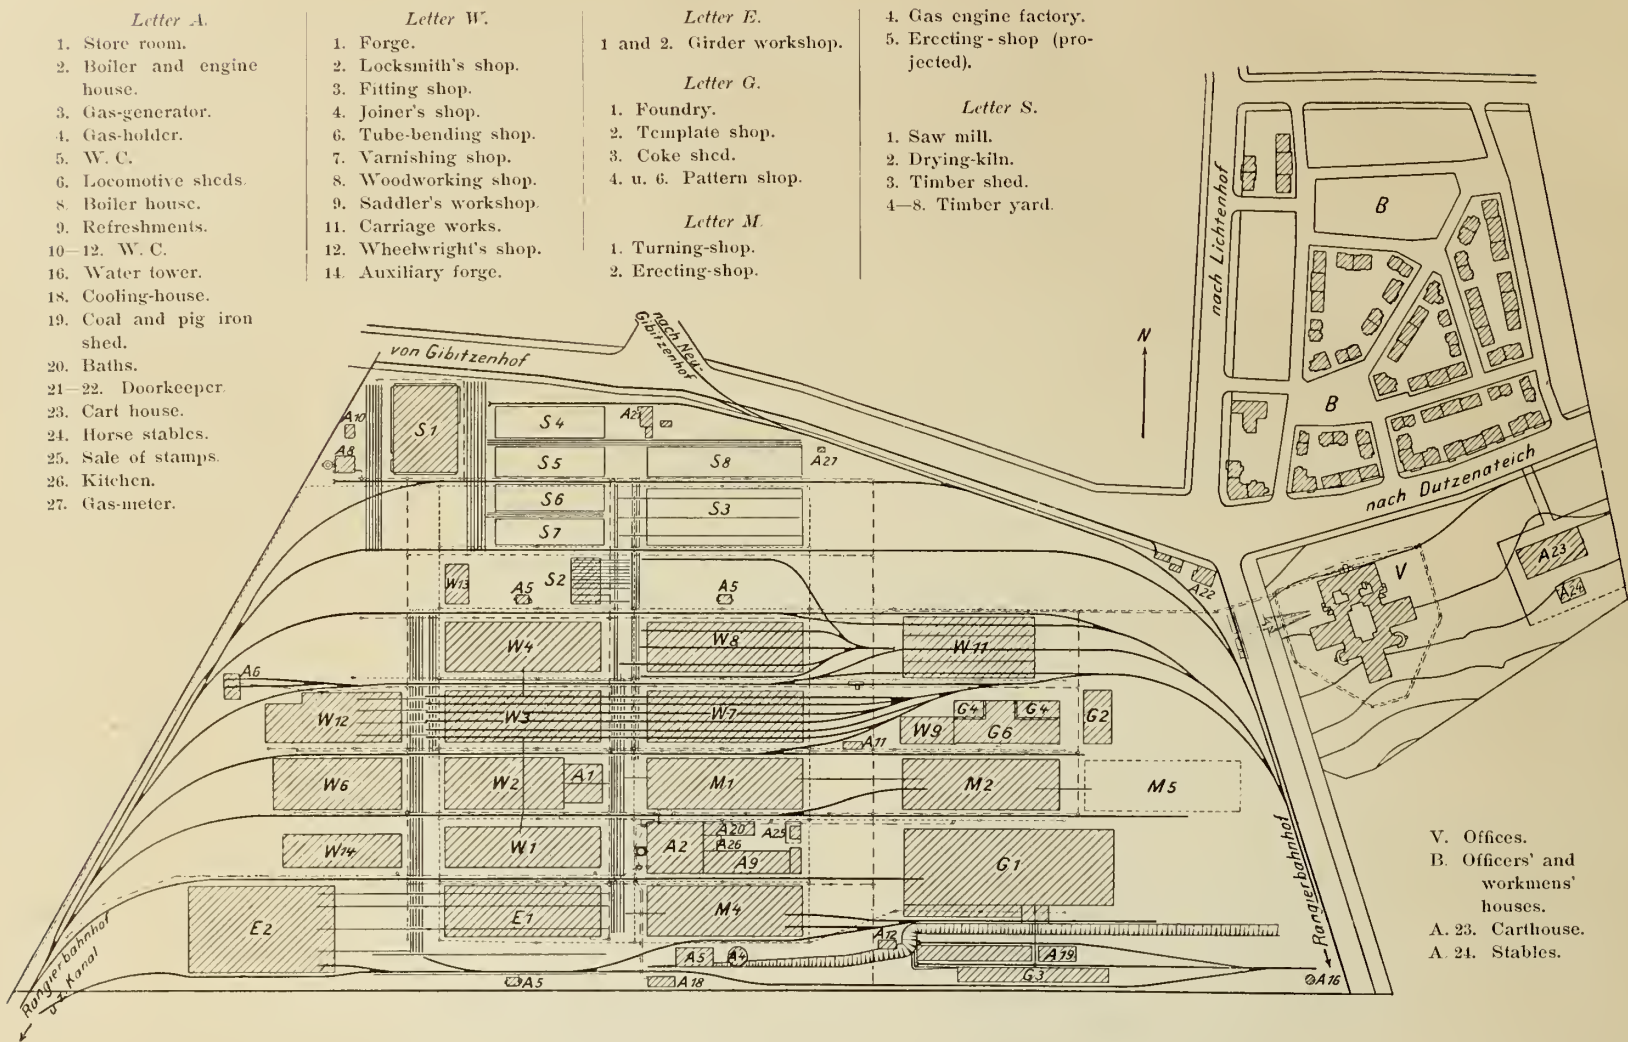 Letter A.
1. Store room.
2. Boiler and engine
house.
3. Gas-generator.
4. Gas-holder.
5. W. C.
6. Locomotive sheds.
8. Boiler house.
9. Refreshments.
10—12. W. C.
16. Water tower.
18. Cooling-house.
19. Coal and pig iron
shed.
20. Baths.
21—22. Doorkeeper.
23. Cart house.
24. Horse stables.
25. Sale of stamps.
26. Kitchen.
27. Gas-meter.
Letter W.
1. Forge.
2. Locksmith's shop.
3. Fitting shop.
4. Joiner's shop.
6. Tube-bending shop.
7. Varnishing shop.
8. Woodworking shop.
9. Saddler's workshop.
11. Carriage works.
12. Wheelwright's shop.
14. Auxiliary forge.
Letter E.
1 and 2. Girder workshop.
Letter G.
1. Foundry.
2. Template shop.
3. Coke shed.
4. u. 6. Pattern shop.
Letter M.
1. Turning-shop.
2. Erecting-shop.
4. Gas engine factory.
5. Erecting-shop (pro-
jected).
Letter S.
1. Saw mill.
2. Drying-kiln.
3. Timber shed.
4—8. Timber yard.
nach Lichtenhof
B
B
N
nach Neu-
Gibitzenhof
von Gibitzenhof
nach Dutzenateich
A10
S1
S4
A21
A8
S5
S8
A27
S6
S3
S7
W13
A5
S2
A5
A22
V
A23
A24
W4
W8
W11
A6
W12
W3
W7
G4
G4
G2
W9
G6
A11
W6
W2
A1
M1
M2
M5
W14
W1
A2
A20
A25
A26
A9
G1
E2
E1
M4
A12
A5
A4
A19
G3
A5
A18
A16
Rangierbahnhof
Rangierbahnhof
u. z. Kanal
V. Offices.
B. Officers' and
workmens'
houses.
A. 23. Carthouse.
A. 24. Stables.